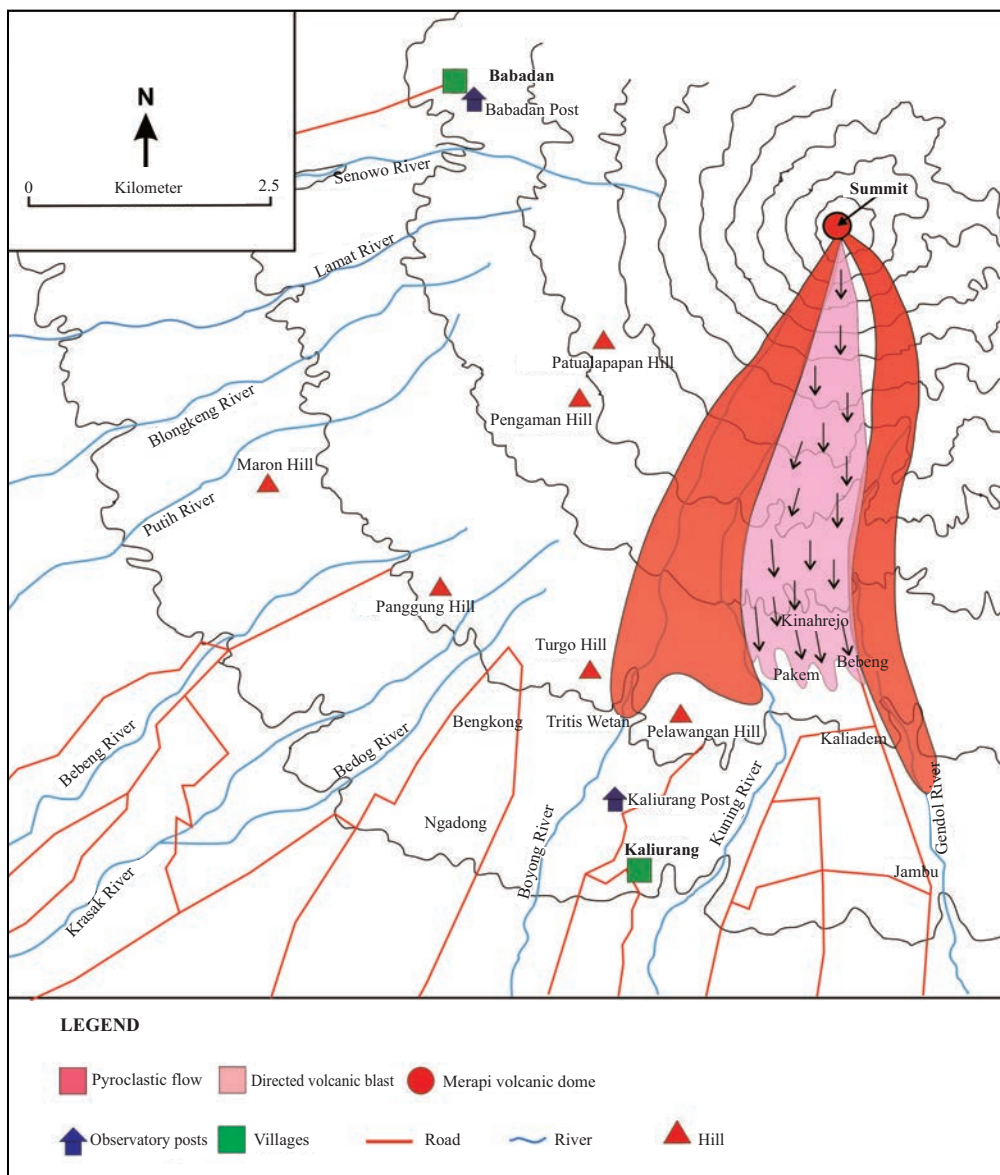 Babadan
Babadan Post
N
0 Kilometer 2.5
Senowo River
Summit
Lamat River
Patualapapan Hill
Pengaman Hill
Blongkeng River
Maron Hill
Putih River
Panggung Hill
Kinahrejo
Turgo Hill
Bebeng
Pakem
Bengkong
Tritis Wetan
Pelawangan Hill
Kaliadem
Bebeng River
Bedog River
Kaliurang Post
Kuning River
Gendol River
Ngadong
Boyong River
Kaliurang
Jambu
Krasak River
LEGEND
Pyroclastic flow Directed volcanic blast Merapi volcanic dome
Observatory posts Villages Road River Hill